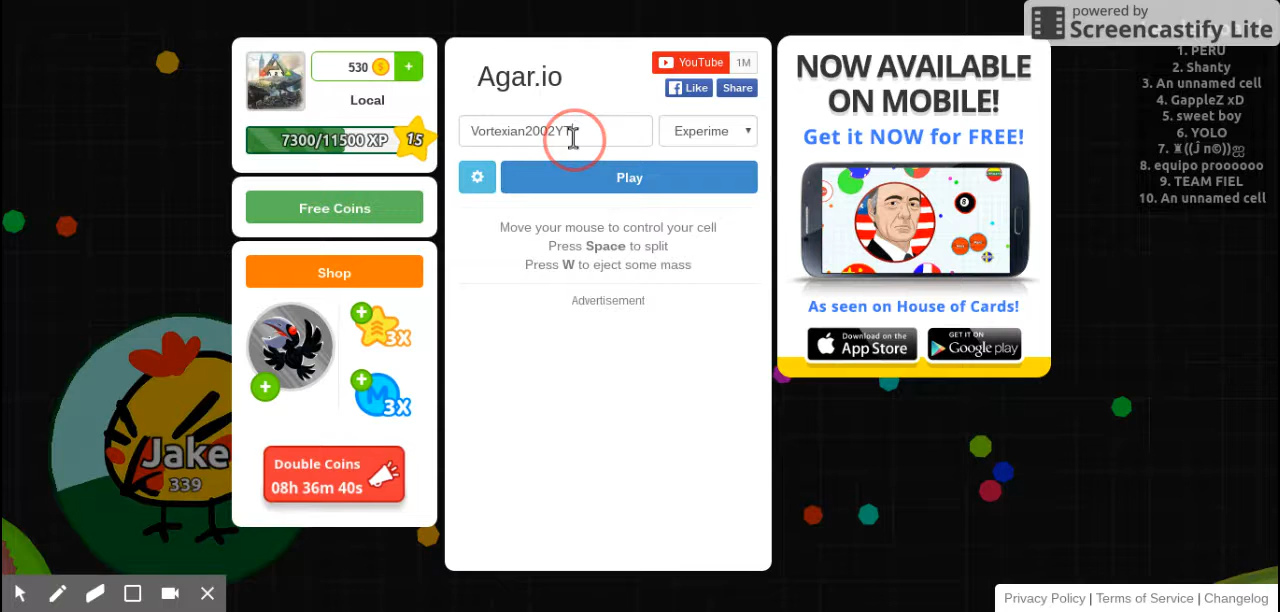 powered by
Screencastify Lite
530
+
Local
7300/11500 XP
15
Free Coins
Shop
3X
M
3X
Double Coins
08h 36m 40s
Jake
339
Agar.io
YouTube 1M
Like Share
Vortexian2002YT
Experime
Play
Move your mouse to control your cell
Press Space to split
Press W to eject some mass
Advertisement
NOW AVAILABLE
ON MOBILE!
Get it NOW for FREE!
8
As seen on House of Cards!
Download on the
App Store
GET IT ON
Google play
1. PERU
2. Shanty
3. An unnamed cell
4. GappleZ xD
5. sweet boy
6. YOLO
8. equipo proooooo
9. TEAM FIEL
10. An unnamed cell
Privacy Policy | Terms of Service | Changelog